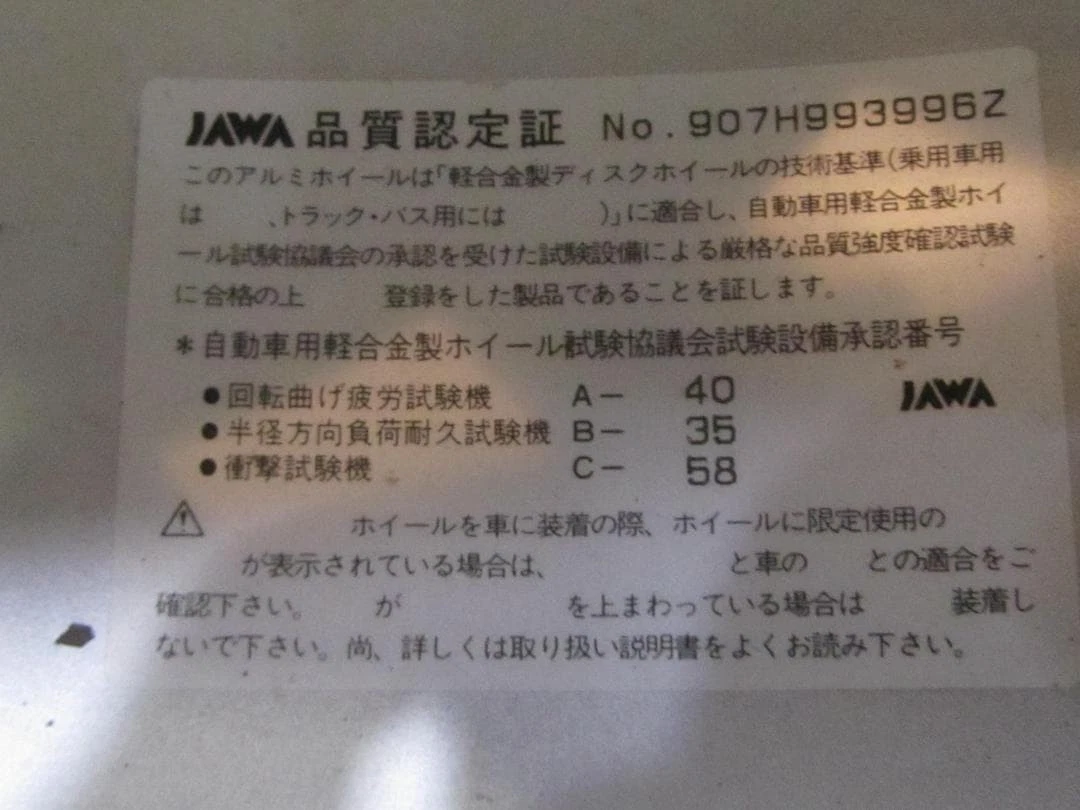 JAWA 品質認定証 No.907H993996Z
このアルミホイールは「軽合金製ディスクホイールの技術基準(乗用車用
は 、トラック・バス用には )」に適合し、自動車用軽合金製ホイ
ール試験協議会の承認を受けた試験設備による厳格な品質強度確認試験
に合格の上 登録をした製品であることを証します。
*自動車用軽合金製ホイール試験協議会試験設備承認番号
●回転曲げ疲労試験機 A- 40
JAWA
●半径方向負荷耐久試験機 B- 35
●衝撃試験機 C- 58
ホイールを車に装着の際、ホイールに限定使用の
が表示されている場合は、 と車の との適合をご
確認下さい。 が を上まわっている場合は 装着し
ないで下さい。尚、詳しくは取り扱い説明書をよくお読み下さい。